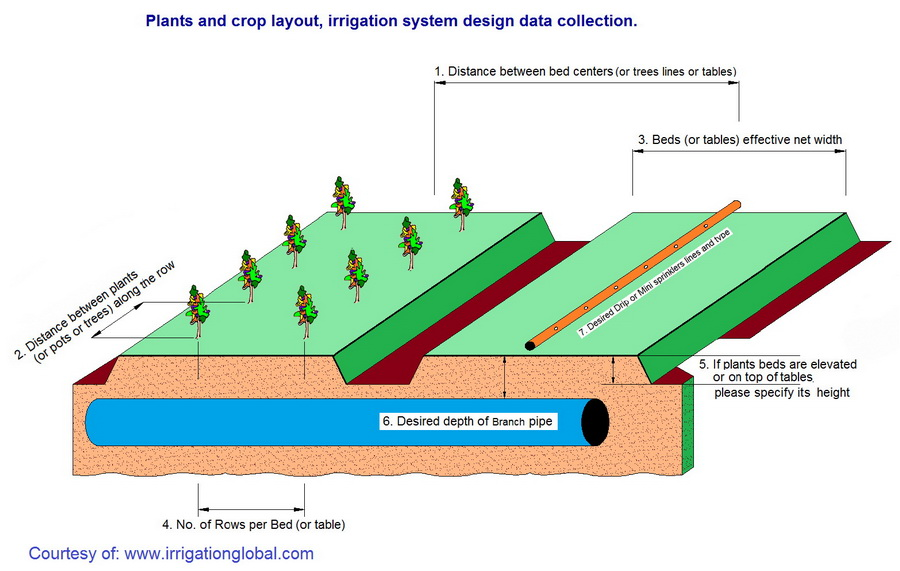 Plants and crop layout, irrigation system design data collection.
1. Distance between bed centers (or trees lines or tables)
3. Beds (or tables) effective net width
2. Distance between plants
(or pots or trees) along the row
7. Desired Drip or Mini sprinklers lines and type
5. If plants beds are elevated
or on top of tables,
please specify its height
6. Desired depth of Branch pipe
4. No. of Rows per Bed (or table)
Courtesy of: www.irrigationglobal.com